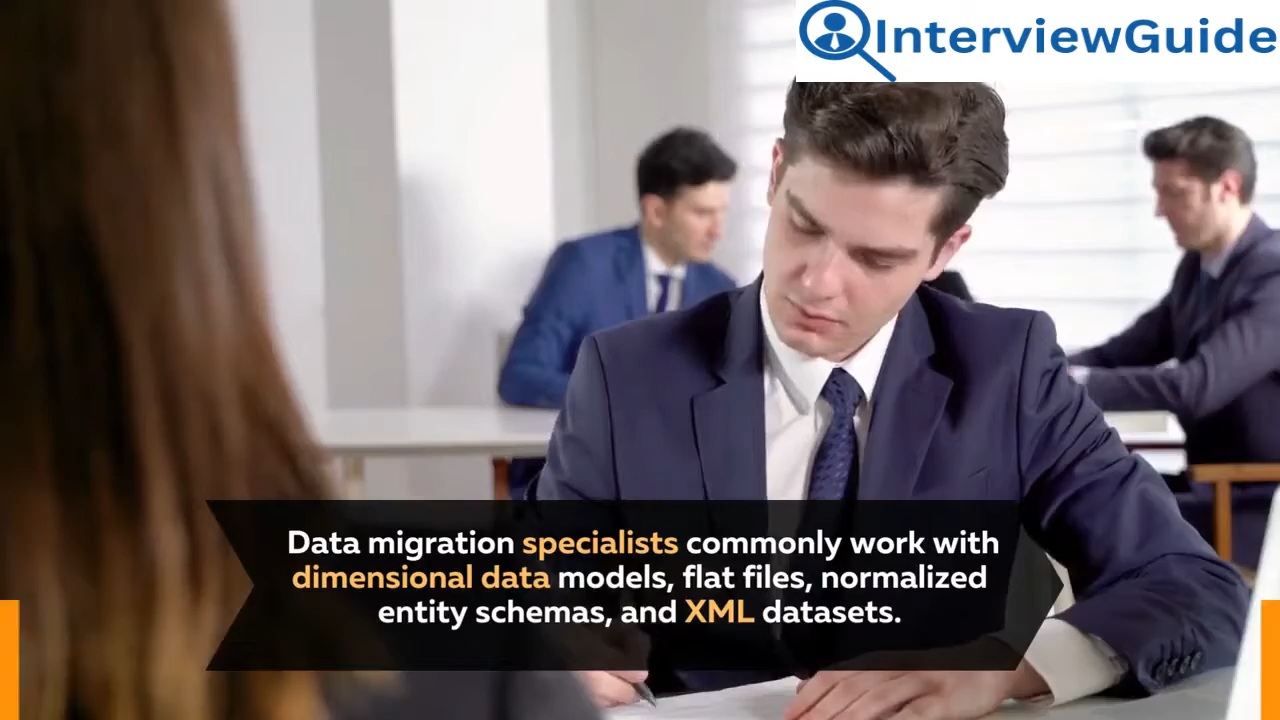 InterviewGuide
Data migration specialists commonly work with
dimensional data models, flat files, normalized
entity schemas, and XML datasets.